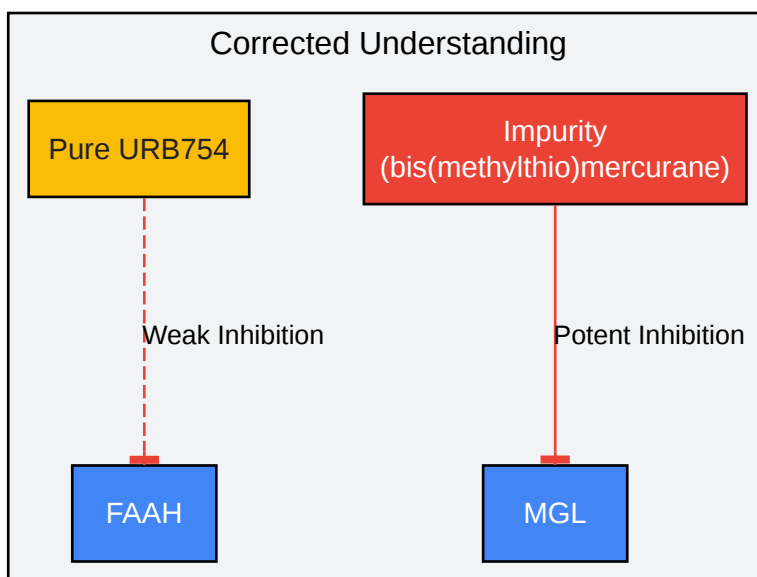 Corrected Understanding
Pure URB754
Impurity
(bis(methylthio)mercurane)
Weak Inhibition
Potent Inhibition
FAAH
MGL